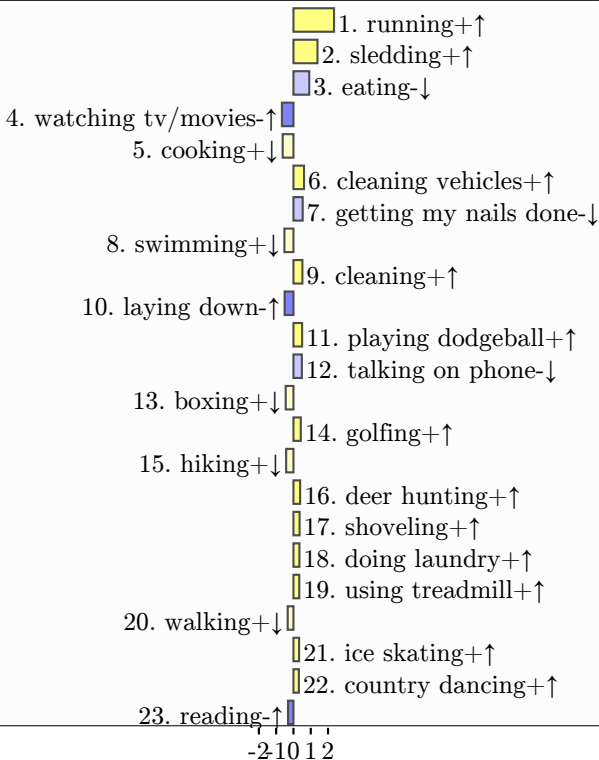 1. running+↑
2. sledding+↑
3. eating-↓
4. watching tv/movies-↑
5. cooking+↓
6. cleaning vehicles+↑
7. getting my nails done-↓
8. swimming+↓
9. cleaning+↑
10. laying down-↑
11. playing dodgeball+↑
12. talking on phone-↓
13. boxing+↓
14. golfing+↑
15. hiking+↓
16. deer hunting+↑
17. shoveling+↑
18. doing laundry+↑
19. using treadmill+↑
20. walking+↓
21. ice skating+↑
22. country dancing+↑
23. reading-↑
-2 -1 0 1 2